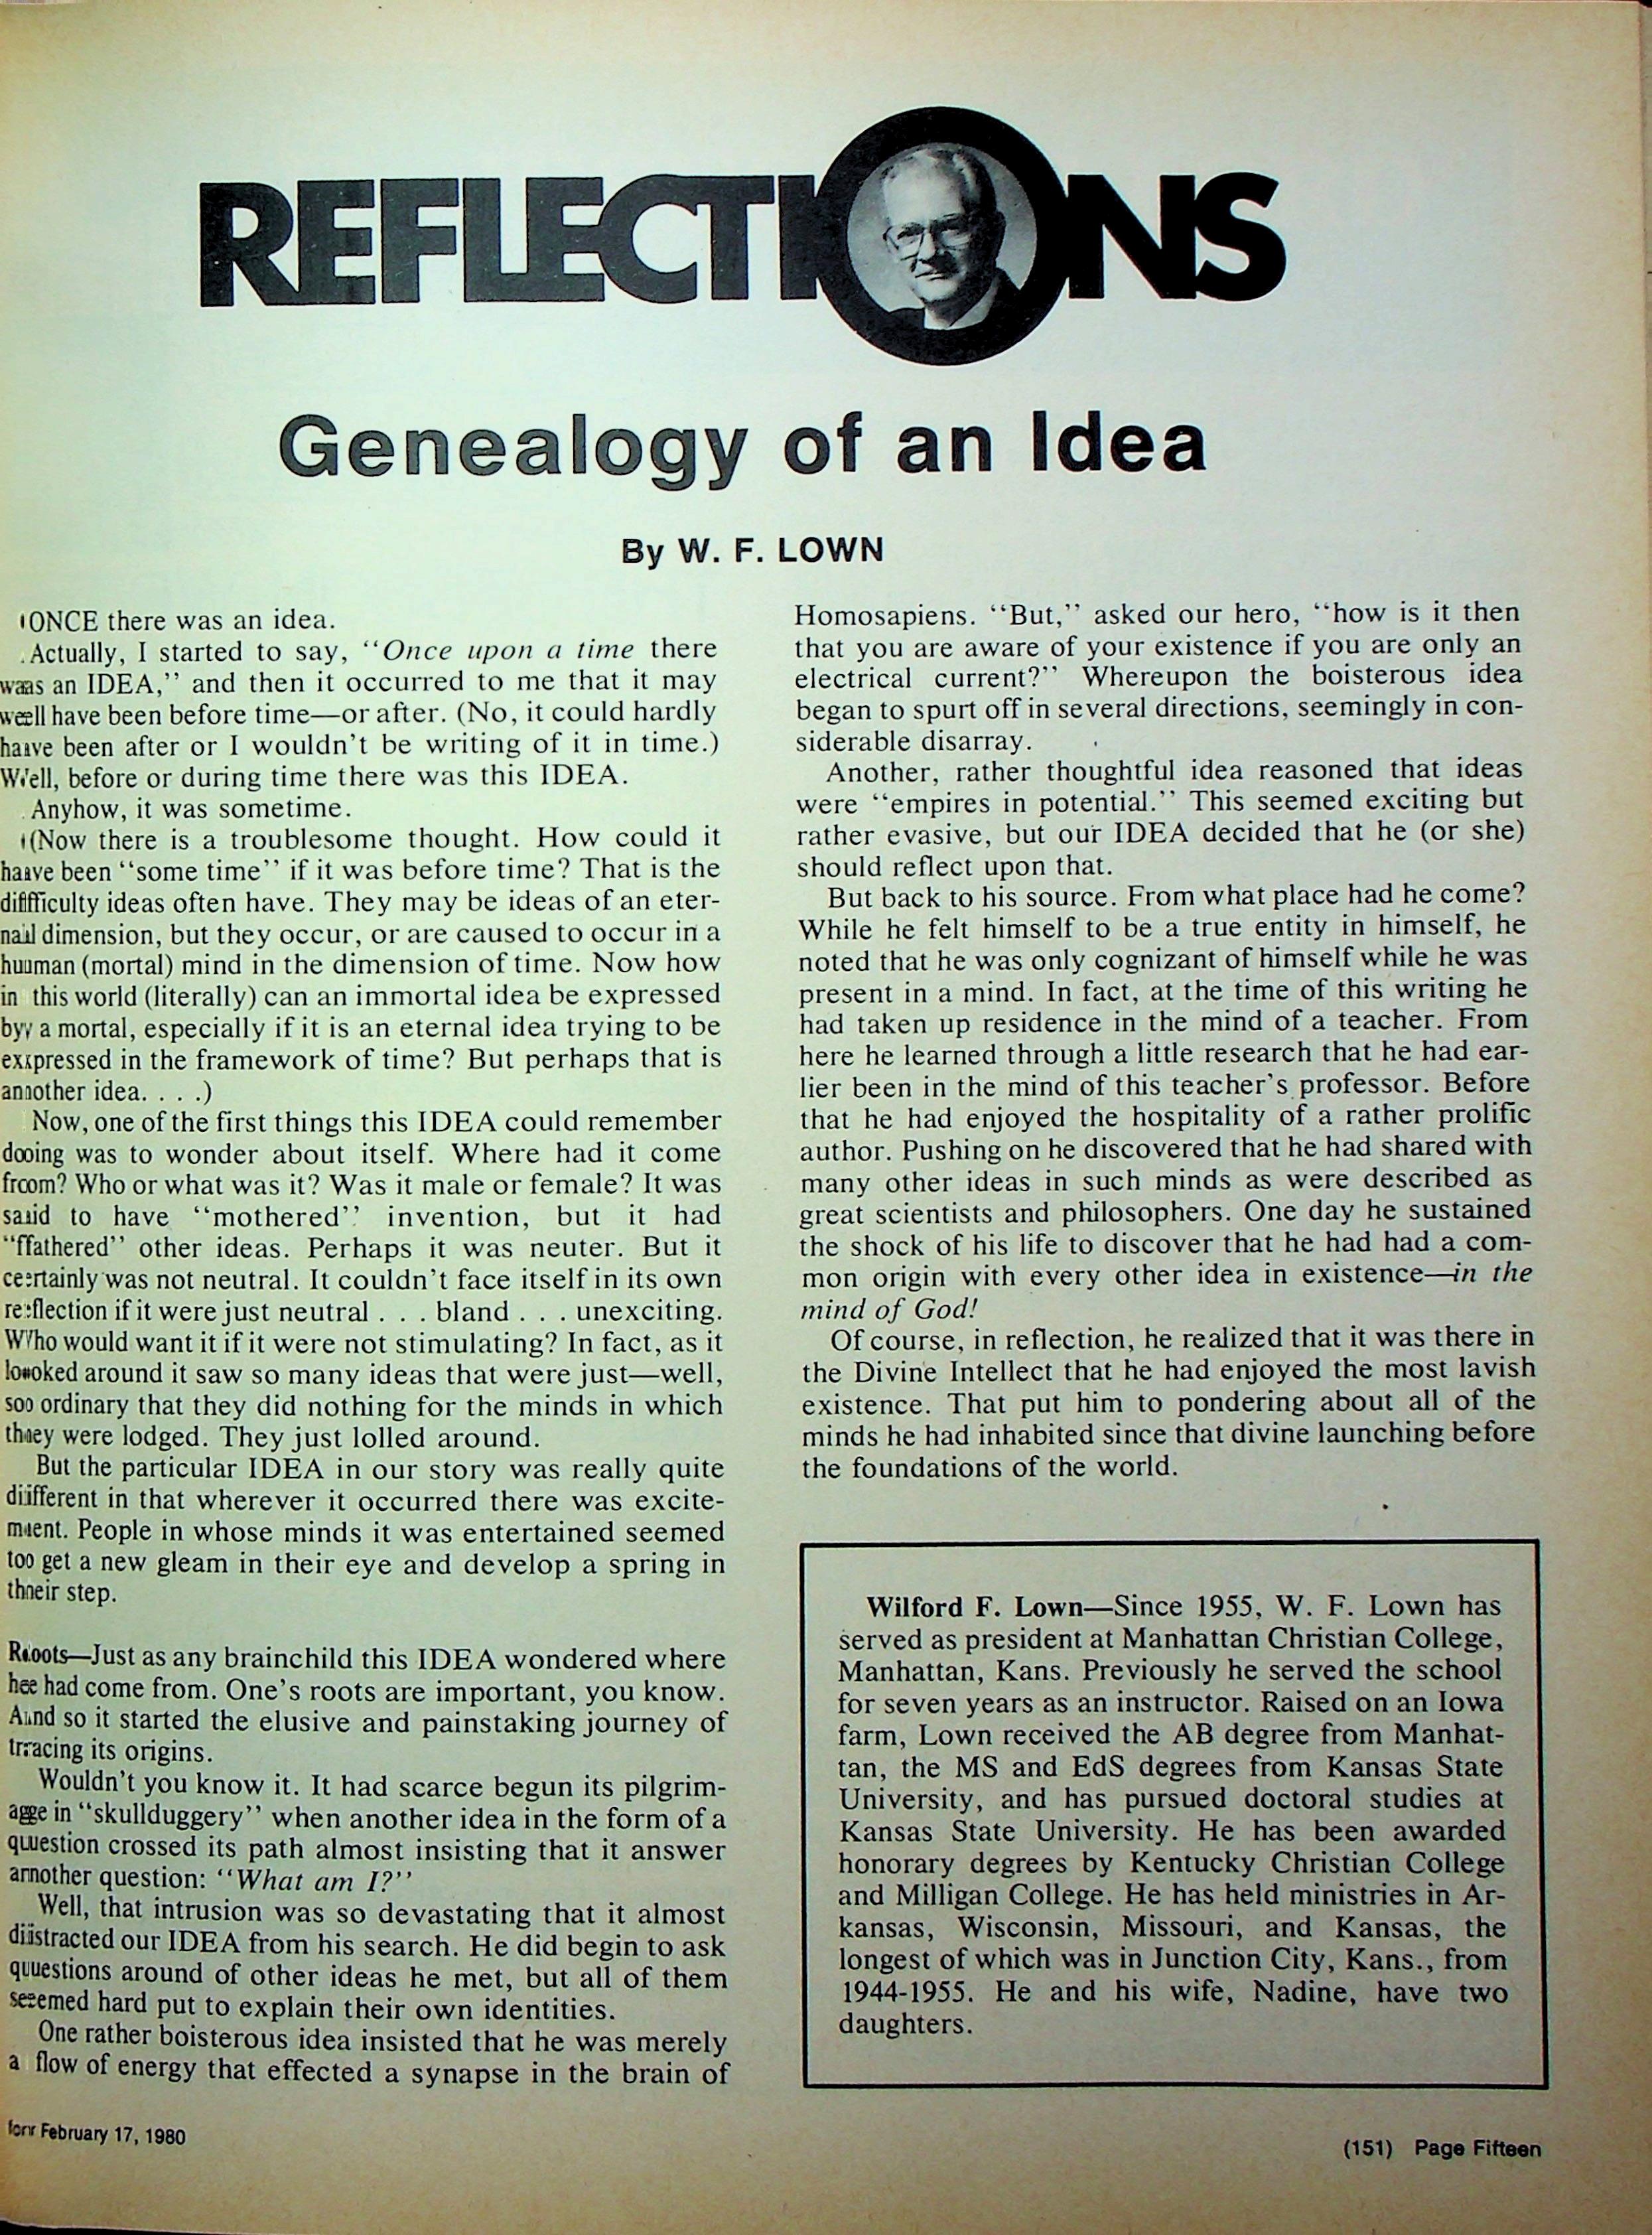 REFLECTIONS
Genealogy of an Idea
By W. F. LOWN
ONCE there was an idea.
Actually, I started to say, “Once upon a time there
was an IDEA,” and then it occurred to me that it may
well have been before time—or after. (No, it could hardly
have been after or I wouldn’t be writing of it in time.)
Well, before or during time there was this IDEA.
Anyhow, it was sometime.
(Now there is a troublesome thought. How could it
have been “some time” if it was before time? That is the
difficulty ideas often have. They may be ideas of an eter-
nal dimension, but they occur, or are caused to occur in a
human (mortal) mind in the dimension of time. Now how
in this world (literally) can an immortal idea be expressed
by a mortal, especially if it is an eternal idea trying to be
expressed in the framework of time? But perhaps that is
another idea. . . .)
Now, one of the first things this IDEA could remember
doing was to wonder about itself. Where had it come
from? Who or what was it? Was it male or female? It was
said to have “mothered” invention, but it had
“fathered” other ideas. Perhaps it was neuter. But it
certainly was not neutral. It couldn’t face itself in its own
reflection if it were just neutral . . . bland . . . unexciting.
Who would want it if it were not stimulating? In fact, as it
looked around it saw so many ideas that were just—well,
so ordinary that they did nothing for the minds in which
they were lodged. They just lolled around.
But the particular IDEA in our story was really quite
different in that wherever it occurred there was excite-
ment. People in whose minds it was entertained seemed
to get a new gleam in their eye and develop a spring in
their step.
Roots—Just as any brainchild this IDEA wondered where
he had come from. One’s roots are important, you know.
And so it started the elusive and painstaking journey of
tracing its origins.
Wouldn’t you know it. It had scarce begun its pilgrim-
age in “skullduggery” when another idea in the form of a
question crossed its path almost insisting that it answer
another question: “What am I?”
Well, that intrusion was so devastating that it almost
distracted our IDEA from his search. He did begin to ask
questions around of other ideas he met, but all of them
seemed hard put to explain their own identities.
One rather boisterous idea insisted that he was merely
a flow of energy that effected a synapse in the brain of
Homosapiens. “But,” asked our hero, “how is it then
that you are aware of your existence if you are only an
electrical current?” Whereupon the boisterous idea
began to spurt off in several directions, seemingly in con-
siderable disarray.
Another, rather thoughtful idea reasoned that ideas
were “empires in potential.” This seemed exciting but
rather evasive, but our IDEA decided that he (or she)
should reflect upon that.
But back to his source. From what place had he come?
While he felt himself to be a true entity in himself, he
noted that he was only cognizant of himself while he was
present in a mind. In fact, at the time of this writing he
had taken up residence in the mind of a teacher. From
here he learned through a little research that he had ear-
lier been in the mind of this teacher’s professor. Before
that he had enjoyed the hospitality of a rather prolific
author. Pushing on he discovered that he had shared with
many other ideas in such minds as were described as
great scientists and philosophers. One day he sustained
the shock of his life to discover that he had had a com-
mon origin with every other idea in existence—in the
mind of God!
Of course, in reflection, he realized that it was there in
the Divine Intellect that he had enjoyed the most lavish
existence. That put him to pondering about all of the
minds he had inhabited since that divine launching before
the foundations of the world.
Wilford F. Lown—Since 1955, W. F. Lown has
served as president at Manhattan Christian College,
Manhattan, Kans. Previously he served the school
for seven years as an instructor. Raised on an Iowa
farm, Lown received the AB degree from Manhat-
tan, the MS and EdS degrees from Kansas State
University, and has pursued doctoral studies at
Kansas State University. He has been awarded
honorary degrees by Kentucky Christian College
and Milligan College. He has held ministries in Ar-
kansas, Wisconsin, Missouri, and Kansas, the
longest of which was in Junction City, Kans., from
1944-1955. He and his wife, Nadine, have two
daughters.
for February 17, 1980
(151) Page Fifteen